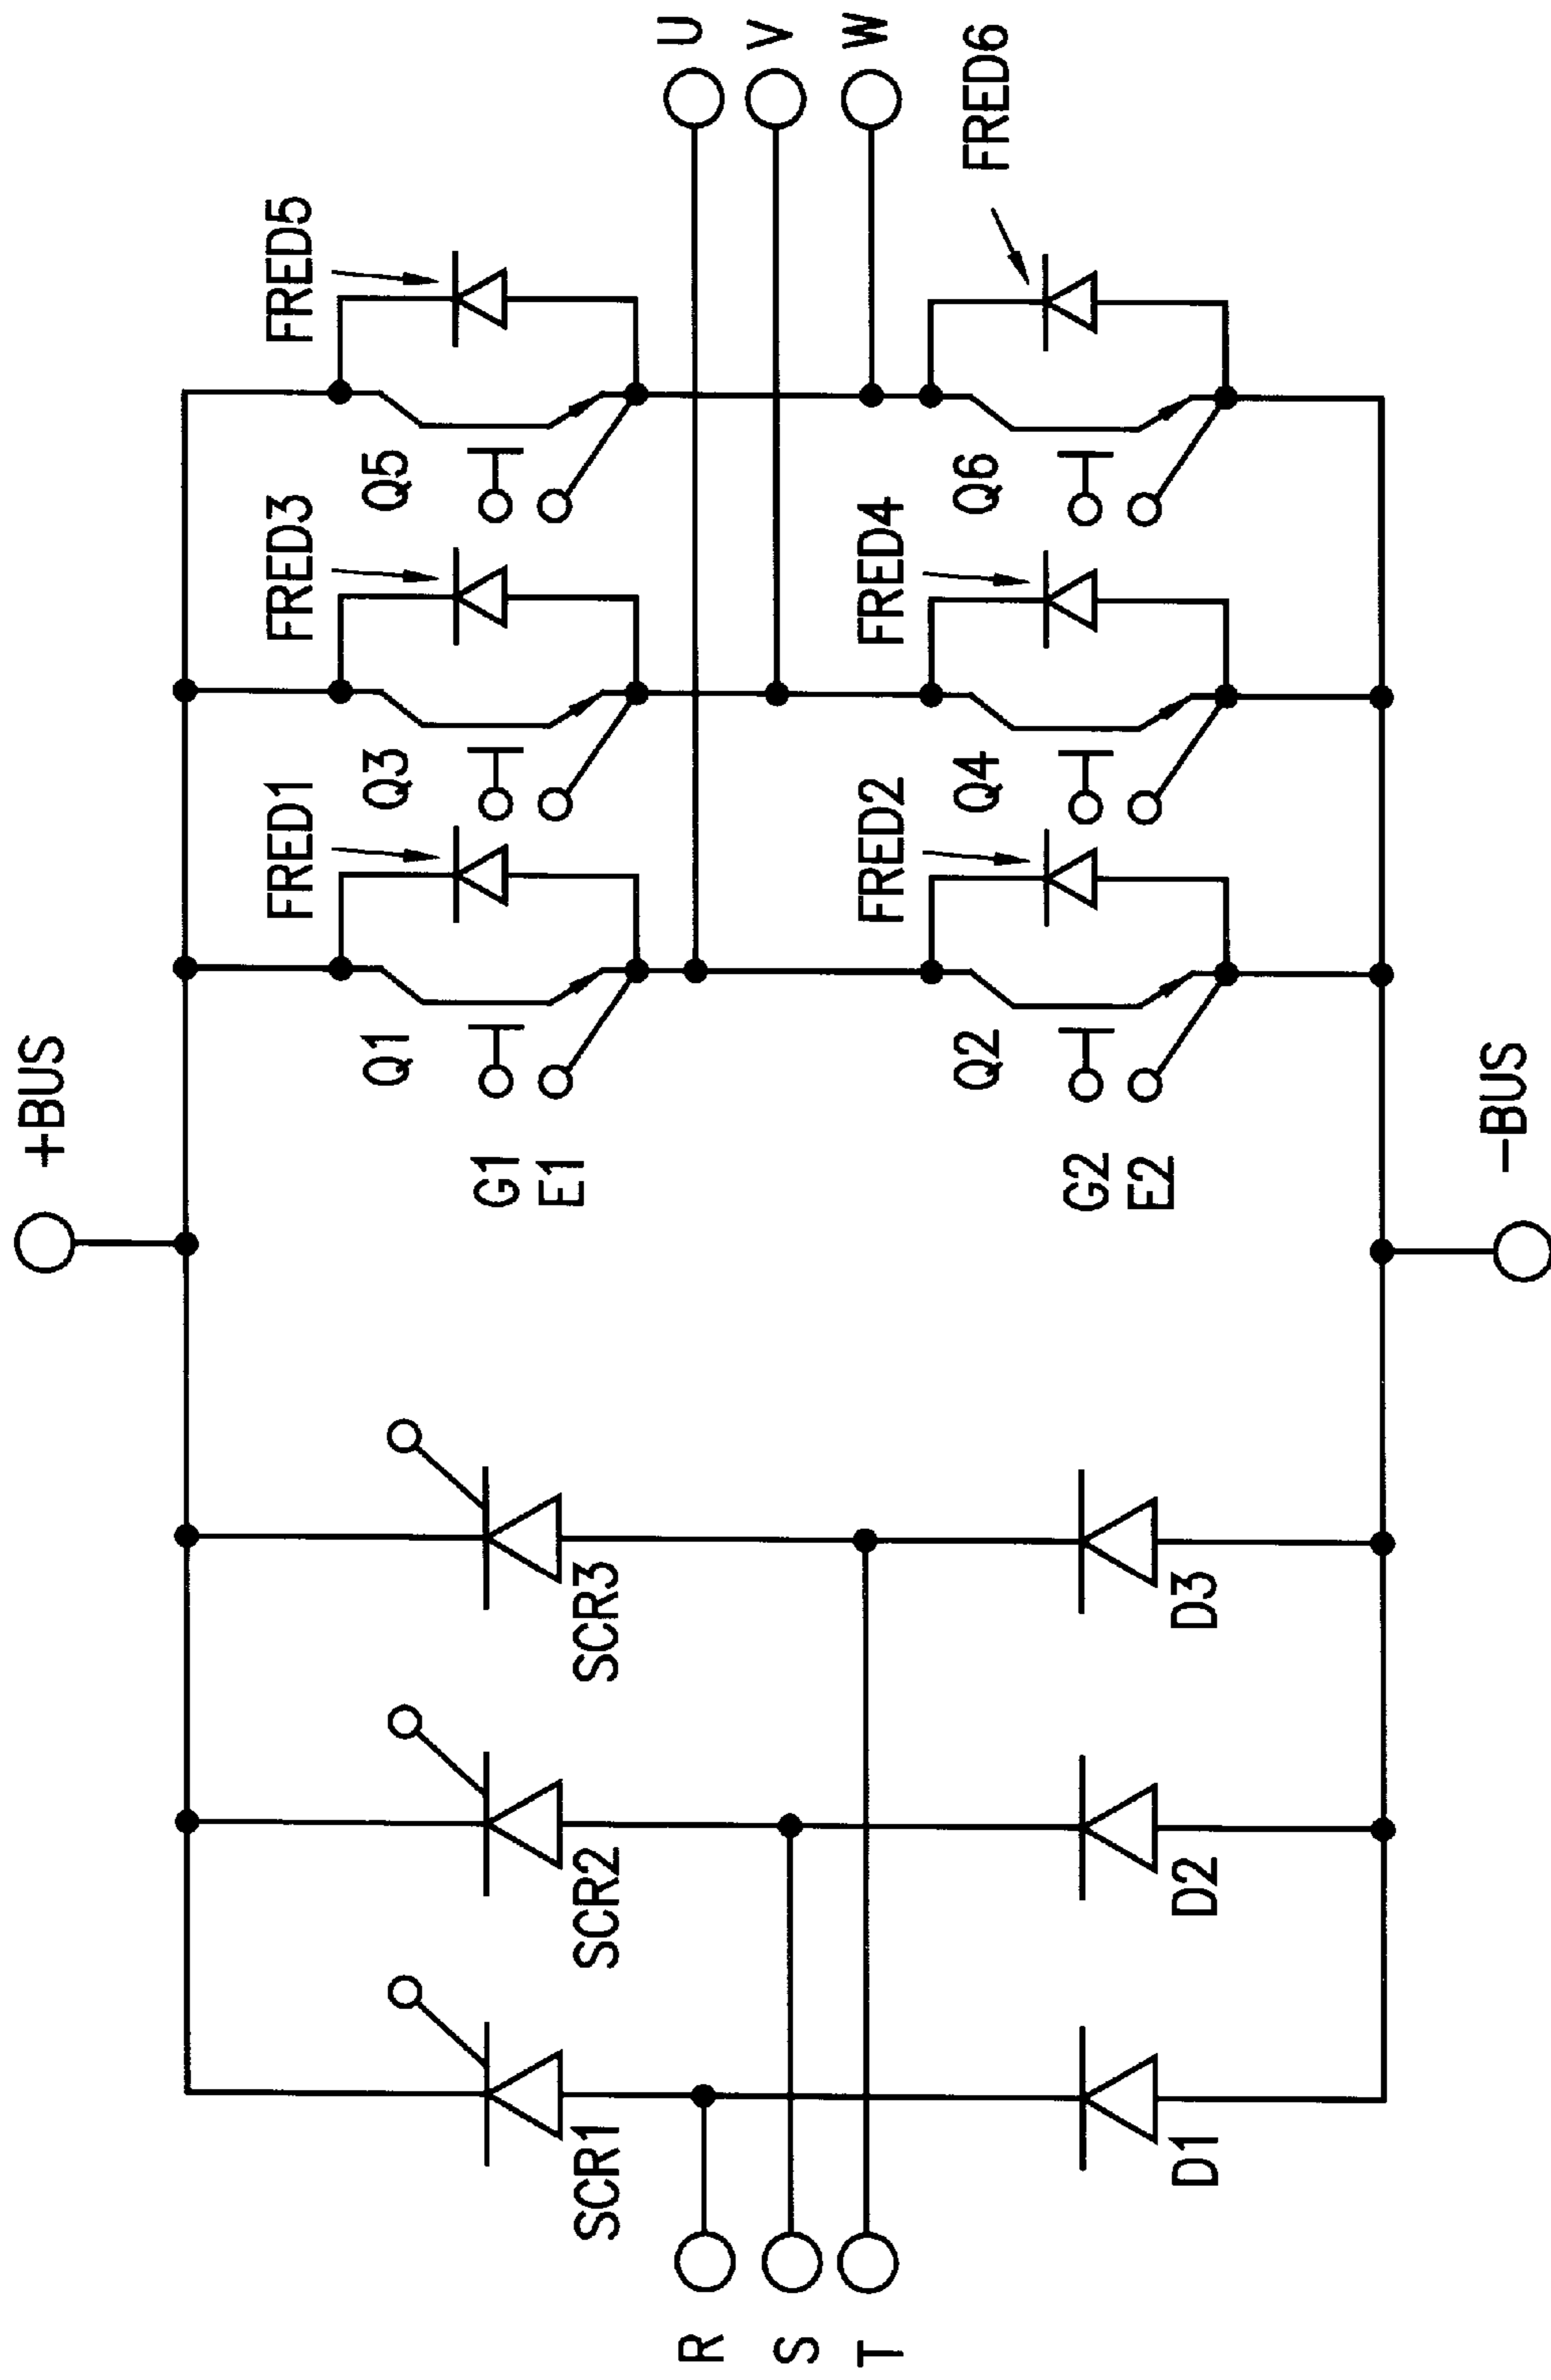 +BUS
FRED1
FRED3
FRED5
Q1
Q3
Q5
G1
E1
SCR1
SCR2
SCR3
R
S
T
U
V
W
FRED2
FRED4
FRED6
Q2
Q4
Q6
G2
E2
D1
D2
D3
−BUS